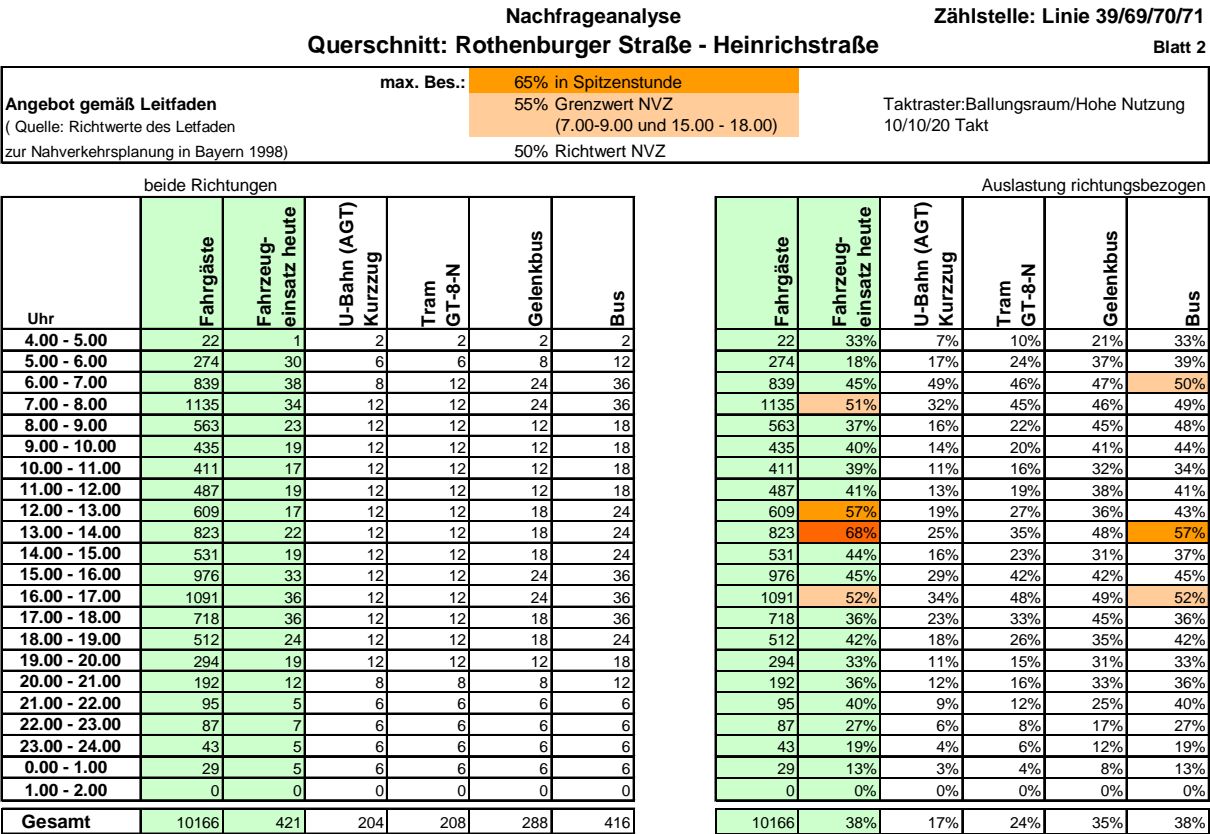 Nachfrageanalyse Zählstelle: Linie 39/69/70/71
Querschnitt: Rothenburger Straße - Heinrichstraße Blatt 2
max. Bes.: 65% in Spitzenstunde
Angebot gemäß Leitfaden 55% Grenzwert NVZ Taktraster:Ballungsraum/Hohe Nutzung
( Quelle: Richtwerte des Letfaden (7.00-9.00 und 15.00 - 18.00) 10/10/20 Takt
zur Nahverkehrsplanung in Bayern 1998) 50% Richtwert NVZ
beide Richtungen Auslastung richtungsbezogen
Uhr Fahrgäste Fahrzeug-einsatz heute U-Bahn (AGT) Kurzzug Tram GT-8-N Gelenkbus Bus Fahrgäste Fahrzeug-einsatz heute U-Bahn (AGT) Kurzzug Tram GT-8-N Gelenkbus Bus
4.00 - 5.00 22 1 2 2 2 2 22 33% 7% 10% 21% 33%
5.00 - 6.00 274 30 6 6 8 12 274 18% 17% 24% 37% 39%
6.00 - 7.00 839 38 8 12 24 36 839 45% 49% 46% 47% 50%
7.00 - 8.00 1135 34 12 12 24 36 1135 51% 32% 45% 46% 49%
8.00 - 9.00 563 23 12 12 12 18 563 37% 16% 22% 45% 48%
9.00 - 10.00 435 19 12 12 12 18 435 40% 14% 20% 41% 44%
10.00 - 11.00 411 17 12 12 12 18 411 39% 11% 16% 32% 34%
11.00 - 12.00 487 19 12 12 12 18 487 41% 13% 19% 38% 41%
12.00 - 13.00 609 17 12 12 18 24 609 57% 19% 27% 36% 43%
13.00 - 14.00 823 22 12 12 18 24 823 68% 25% 35% 48% 57%
14.00 - 15.00 531 19 12 12 18 24 531 44% 16% 23% 31% 37%
15.00 - 16.00 976 33 12 12 24 36 976 45% 29% 42% 42% 45%
16.00 - 17.00 1091 36 12 12 24 36 1091 52% 34% 48% 49% 52%
17.00 - 18.00 718 36 12 12 18 36 718 36% 23% 33% 45% 36%
18.00 - 19.00 512 24 12 12 18 24 512 42% 18% 26% 35% 42%
19.00 - 20.00 294 19 12 12 12 18 294 33% 11% 15% 31% 33%
20.00 - 21.00 192 12 8 8 8 12 192 36% 12% 16% 33% 36%
21.00 - 22.00 95 5 6 6 6 6 95 40% 9% 12% 25% 40%
22.00 - 23.00 87 7 6 6 6 6 87 27% 6% 8% 17% 27%
23.00 - 24.00 43 5 6 6 6 6 43 19% 4% 6% 12% 19%
0.00 - 1.00 29 5 6 6 6 6 29 13% 3% 4% 8% 13%
1.00 - 2.00 0 0 0 0 0 0 0 0% 0% 0% 0% 0%
Gesamt 10166 421 204 208 288 416 10166 38% 17% 24% 35% 38%